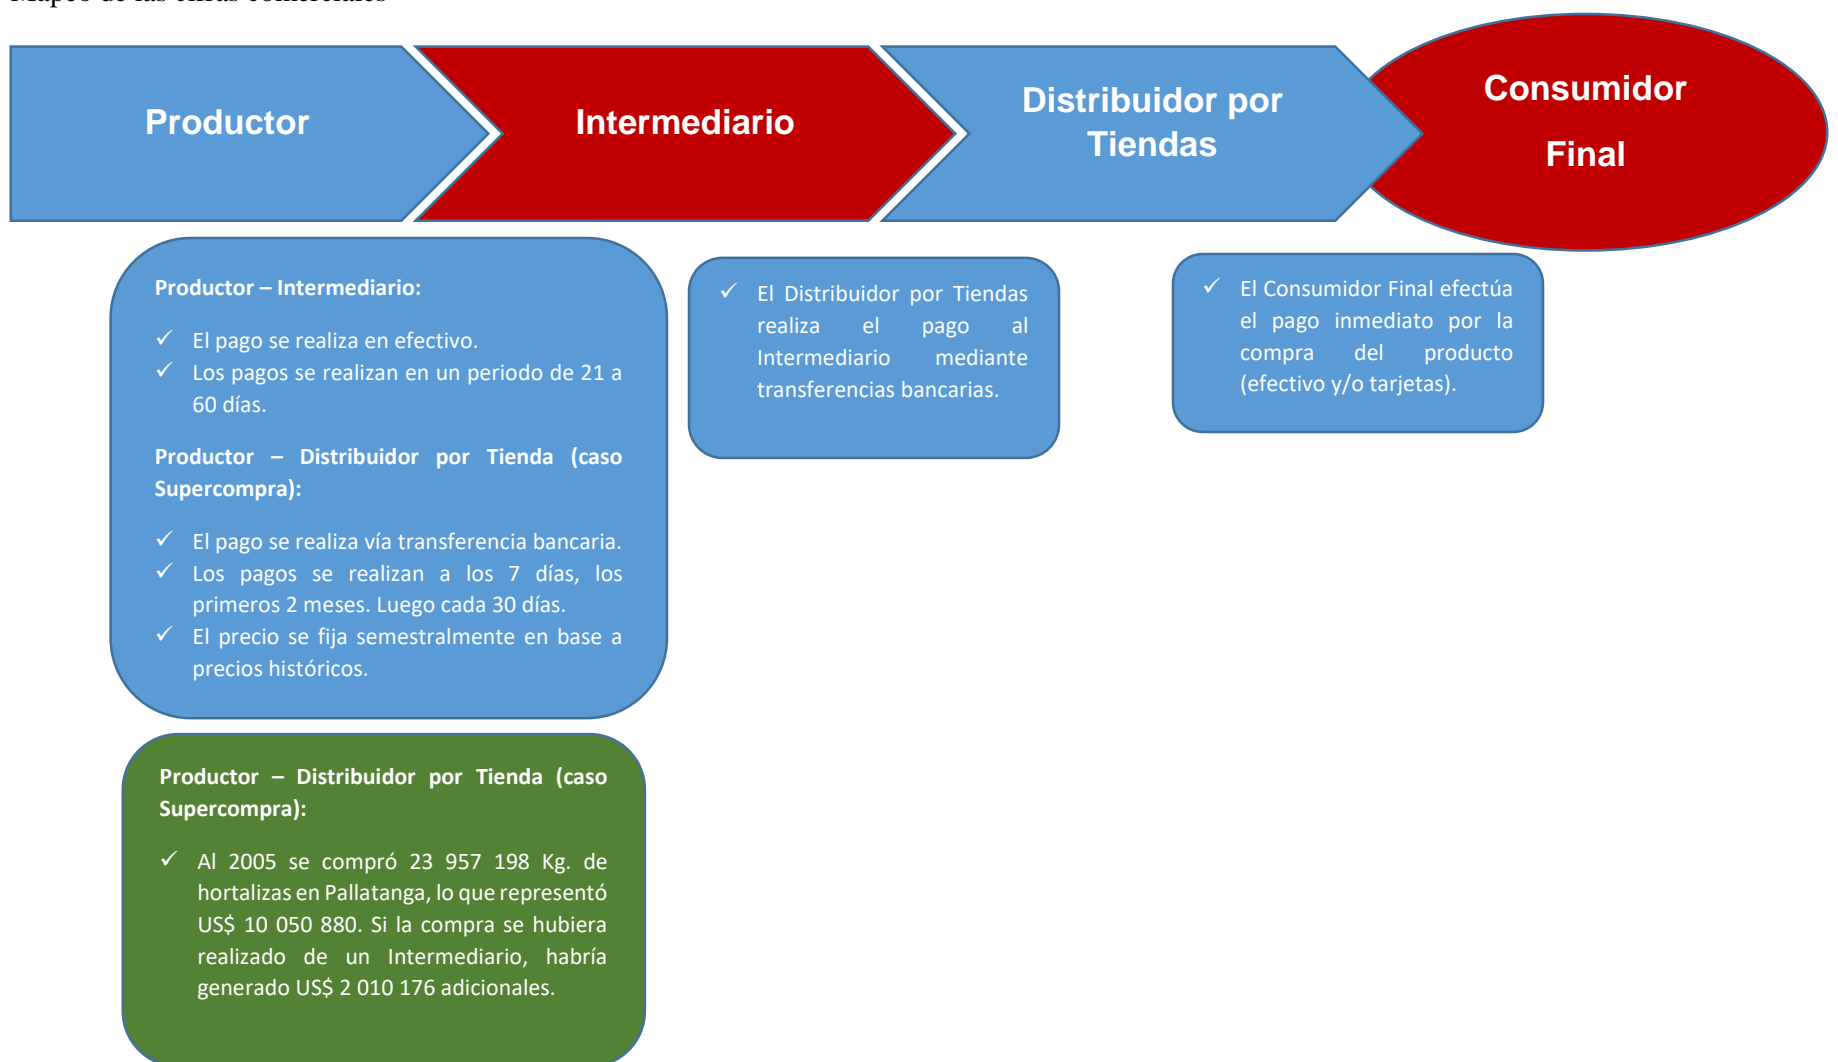 Mapeo de las cifras comerciales
Productor
Intermediario
Distribuidor por
Tiendas
Consumidor
Final
Productor – Intermediario:
✓ El pago se realiza en efectivo.
✓ Los pagos se realizan en un periodo de 21 a
60 días.
Productor – Distribuidor por Tienda (caso
Supercompra):
✓ El pago se realiza vía transferencia bancaria.
✓ Los pagos se realizan a los 7 días, los
primeros 2 meses. Luego cada 30 días.
✓ El precio se fija semestralmente en base a
precios históricos.
✓ El Distribuidor por Tiendas
realiza el pago al
Intermediario mediante
transferencias bancarias.
✓ El Consumidor Final efectúa
el pago inmediato por la
compra del producto
(efectivo y/o tarjetas).
Productor – Distribuidor por Tienda (caso
Supercompra):
✓ Al 2005 se compró 23 957 198 Kg. de
hortalizas en Pallatanga, lo que representó
US$ 10 050 880. Si la compra se hubiera
realizado de un Intermediario, habría
generado US$ 2 010 176 adicionales.